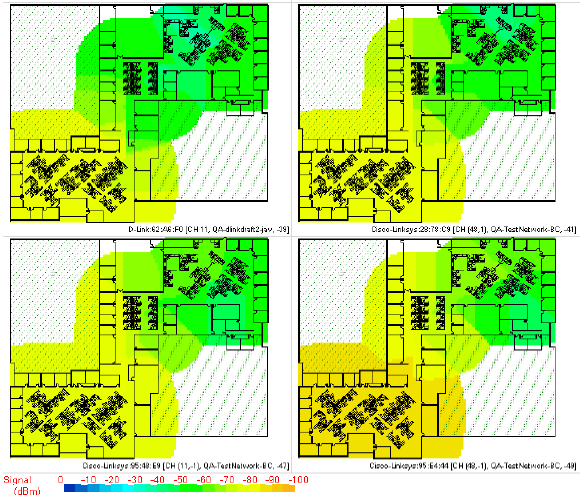 D-Link:62:A6:F0 [CH 11, QA-dlinkdraft2-jav, -39]
Cisco-Linksys:28:78:C9 [CH (48,1), QA-TestNetwork-BC, -41]
Cisco-Linksys:95:48:E9 [CH (11,-1), QA-TestNetwork-BC, -47]
Cisco-Linksys:95:E4:44 [CH (48,-1), QA-TestNetwork-BC, -49]
Signal 0 -10 -20 -30 -40 -50 -60 -70 -80 -90 -100
(dBm)